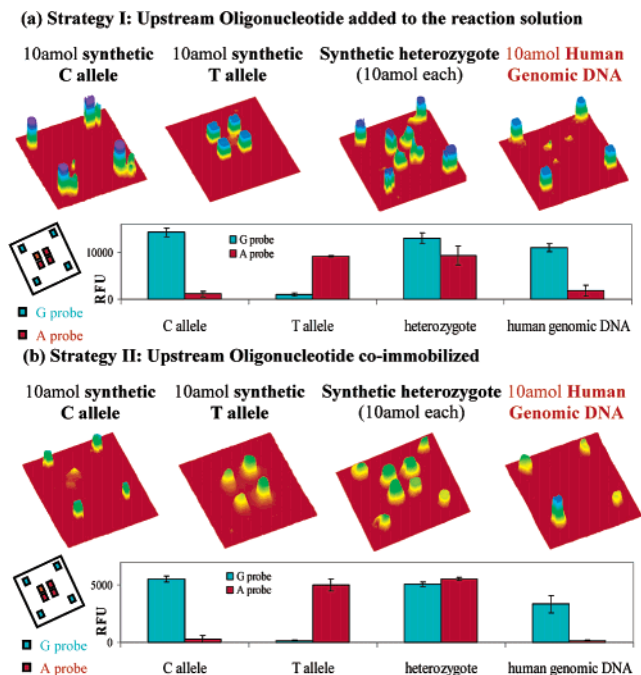 (a) Strategy I: Upstream Oligonucleotide added to the reaction solution
10amol synthetic
C allele
10amol synthetic
T allele
Synthetic heterozygote
(10amol each)
10amol Human
Genomic DNA
G probe
A probe
10000
RFU
0
G probe
A probe
C allele
T allele
heterozygote
human genomic DNA
(b) Strategy II: Upstream Oligonucleotide co-immobilized
10amol synthetic
C allele
10amol synthetic
T allele
Synthetic heterozygote
(10amol each)
10amol Human
Genomic DNA
G probe
A probe
5000
RFU
0
G probe
A probe
C allele
T allele
heterozygote
human genomic DNA